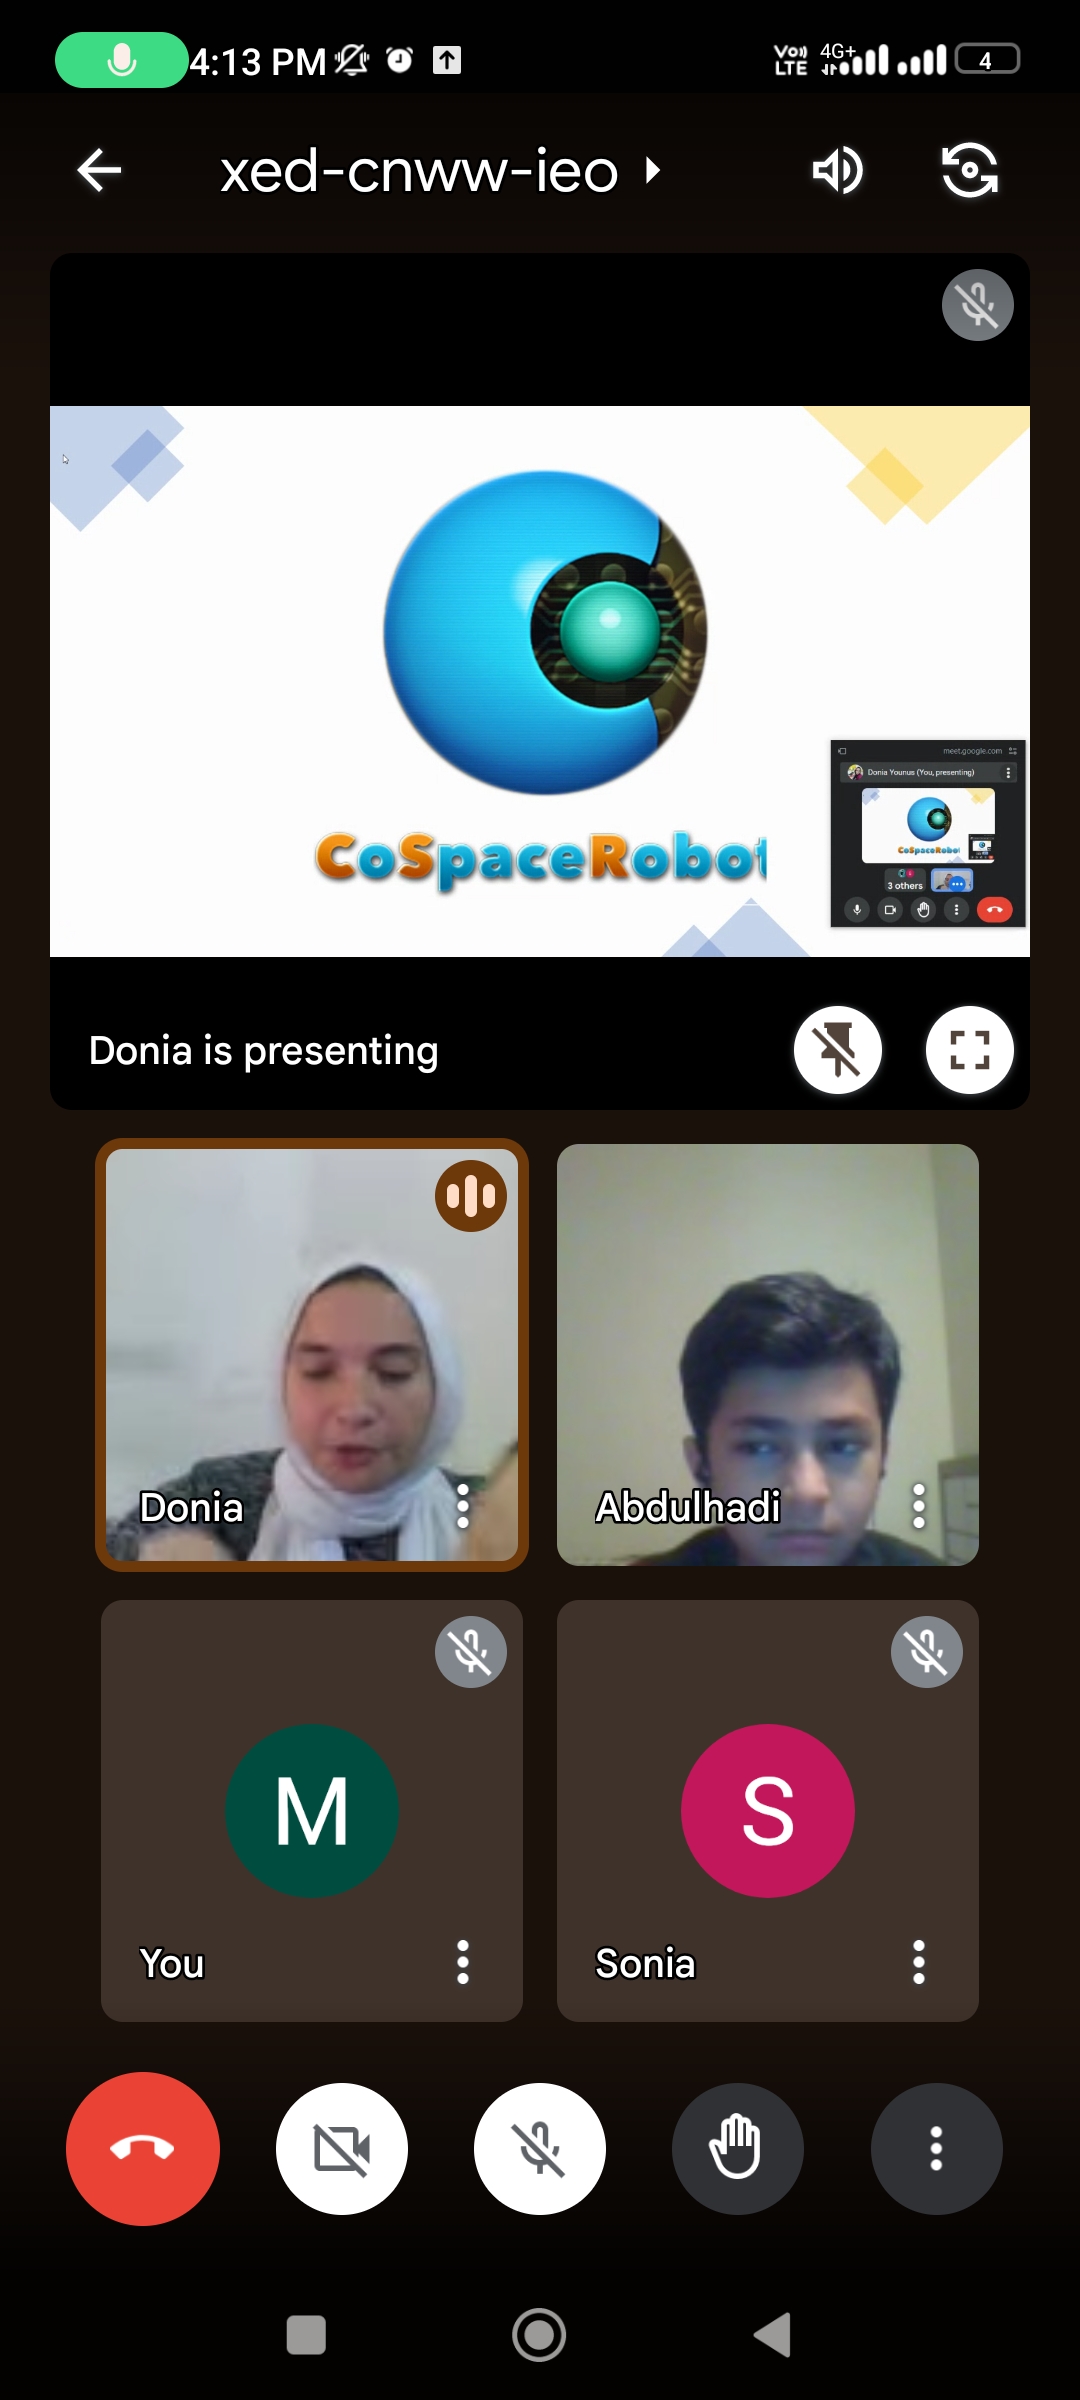 4:13 PM
Vo)) LTE 4G+ 4
xed-cnww-ieo
CoSpaceRobot
meet.google.com
Donia Younus (You, presenting)
CoSpaceRobot
3 others
Donia is presenting
Donia
Abdulhadi
M
S
You
Sonia